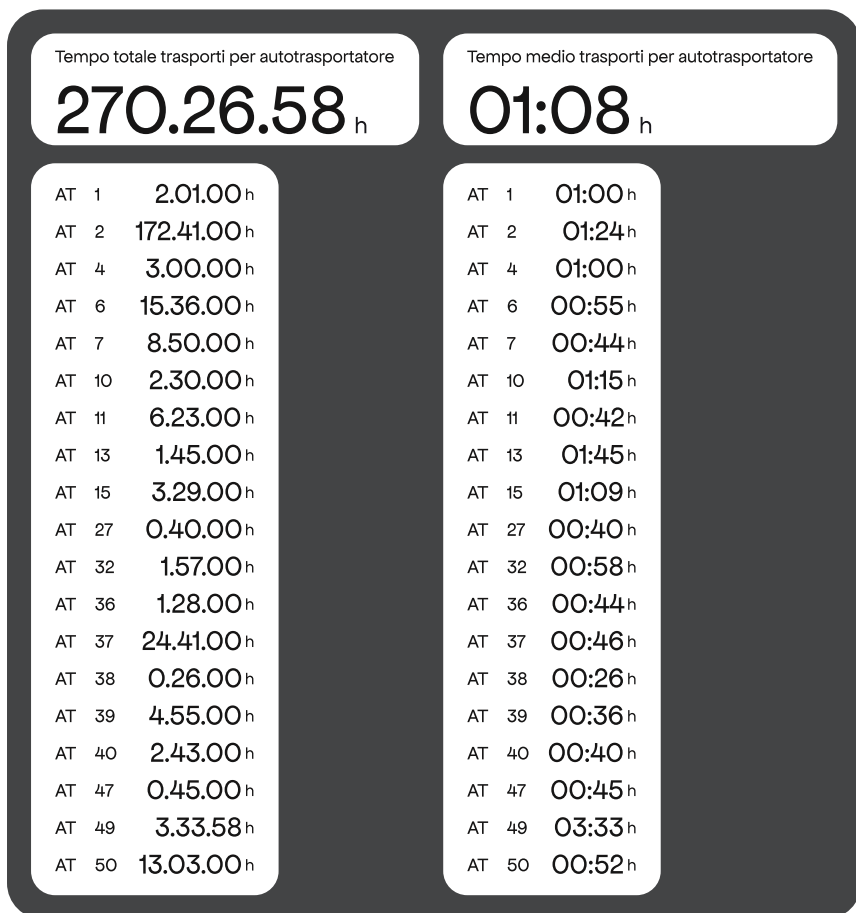 Tempo totale trasporti per autotrasportatore
270.26.58 h
AT 1 2.01.00 h
AT 2 172.41.00 h
AT 4 3.00.00 h
AT 6 15.36.00 h
AT 7 8.50.00 h
AT 10 2.30.00 h
AT 11 6.23.00 h
AT 13 1.45.00 h
AT 15 3.29.00 h
AT 27 0.40.00 h
AT 32 1.57.00 h
AT 36 1.28.00 h
AT 37 24.41.00 h
AT 38 0.26.00 h
AT 39 4.55.00 h
AT 40 2.43.00 h
AT 47 0.45.00 h
AT 49 3.33.58 h
AT 50 13.03.00 h
Tempo medio trasporti per autotrasportatore
01:08 h
AT 1 01:00 h
AT 2 01:24 h
AT 4 01:00 h
AT 6 00:55 h
AT 7 00:44 h
AT 10 01:15 h
AT 11 00:42 h
AT 13 01:45 h
AT 15 01:09 h
AT 27 00:40 h
AT 32 00:58 h
AT 36 00:44 h
AT 37 00:46 h
AT 38 00:26 h
AT 39 00:36 h
AT 40 00:40 h
AT 47 00:45 h
AT 49 03:33 h
AT 50 00:52 h